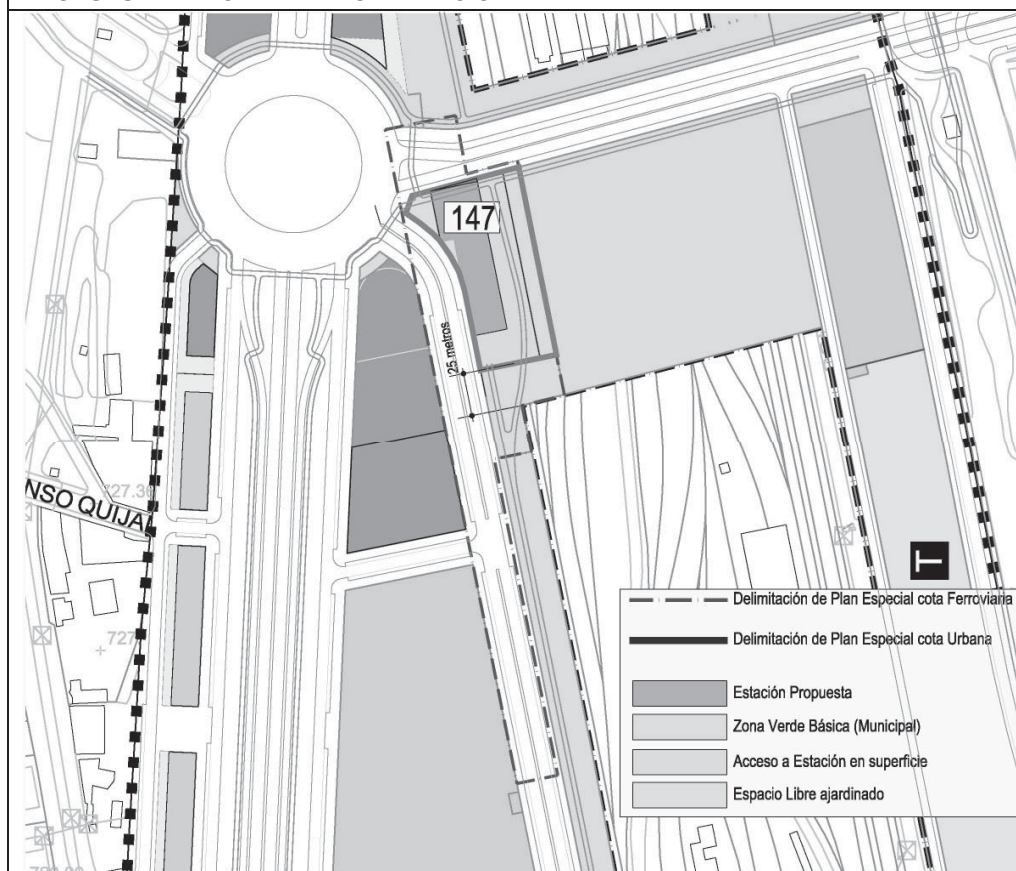 147
25 metros
NSO QUIJA
727.36
727
T
Delimitación de Plan Especial cota Ferroviaria
Delimitación de Plan Especial cota Urbana
Estación Propuesta
Zona Verde Básica (Municipal)
Acceso a Estación en superficie
Espacio Libre ajardinado